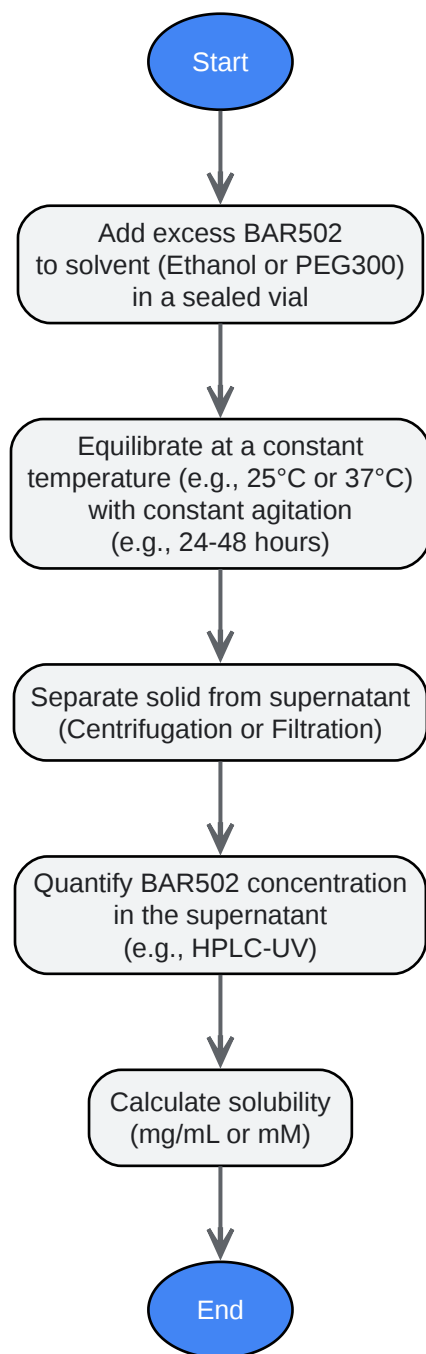 Start
Add excess BAR502
to solvent (Ethanol or PEG300)
in a sealed vial
Equilibrate at a constant
temperature (e.g., 25°C or 37°C)
with constant agitation
(e.g., 24-48 hours)
Separate solid from supernatant
(Centrifugation or Filtration)
Quantify BAR502 concentration
in the supernatant
(e.g., HPLC-UV)
Calculate solubility
(mg/mL or mM)
End